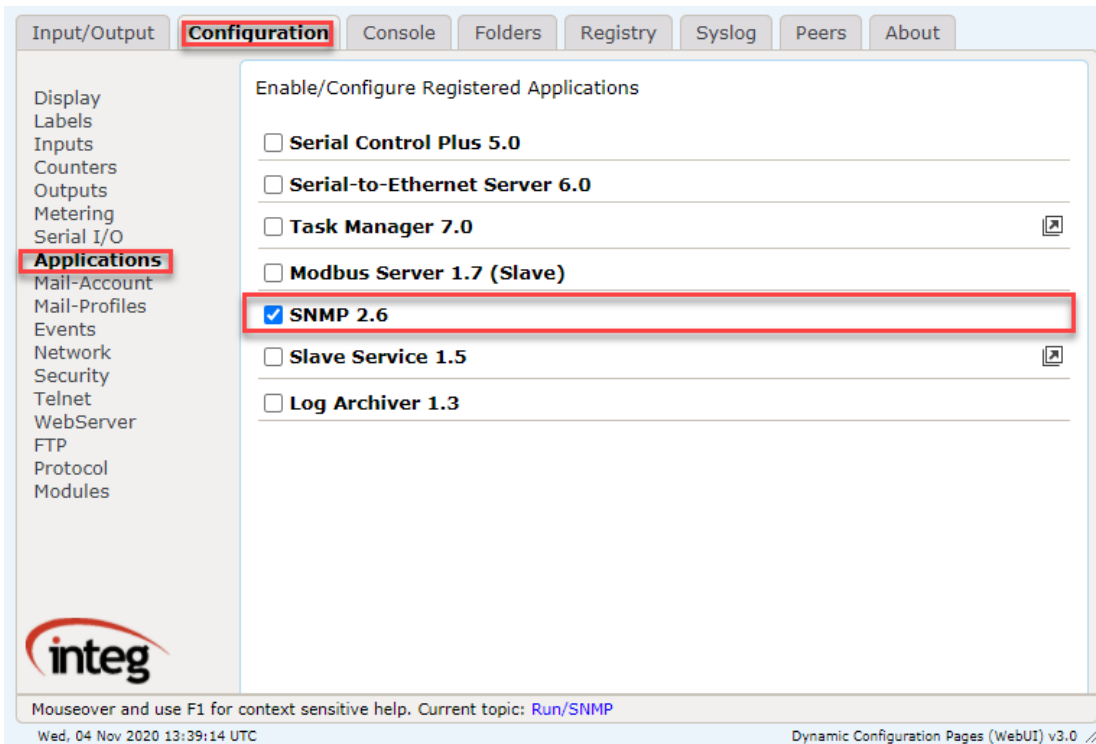 Input/Output Configuration Console Folders Registry Syslog Peers About
Display
Labels
Inputs
Counters
Outputs
Metering
Serial I/O
Applications
Mail-Account
Mail-Profiles
Events
Network
Security
Telnet
WebServer
FTP
Protocol
Modules
integ
Enable/Configure Registered Applications
Serial Control Plus 5.0
Serial-to-Ethernet Server 6.0
Task Manager 7.0
Modbus Server 1.7 (Slave)
SNMP 2.6
Slave Service 1.5
Log Archiver 1.3
Mouseover and use F1 for context sensitive help. Current topic: Run/SNMP
Wed, 04 Nov 2020 13:39:14 UTC Dynamic Configuration Pages (WebUI) v3.0